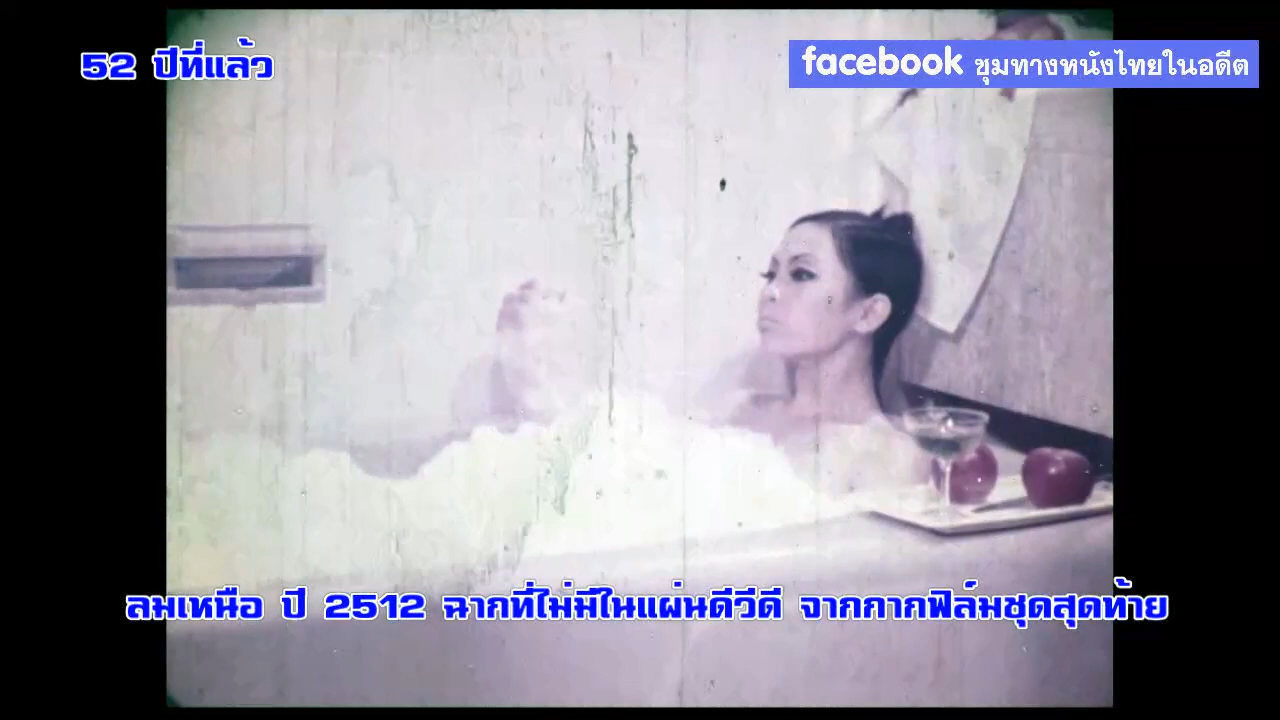 52 ปีที่แล้ว
facebook ขุมทางหนังไทยในอดีต
ลมเหนือ ปี 2512 ฉากที่ไม่มีในแผ่นดีวีดี จากกากฟิล์มชุดสุดท้าย